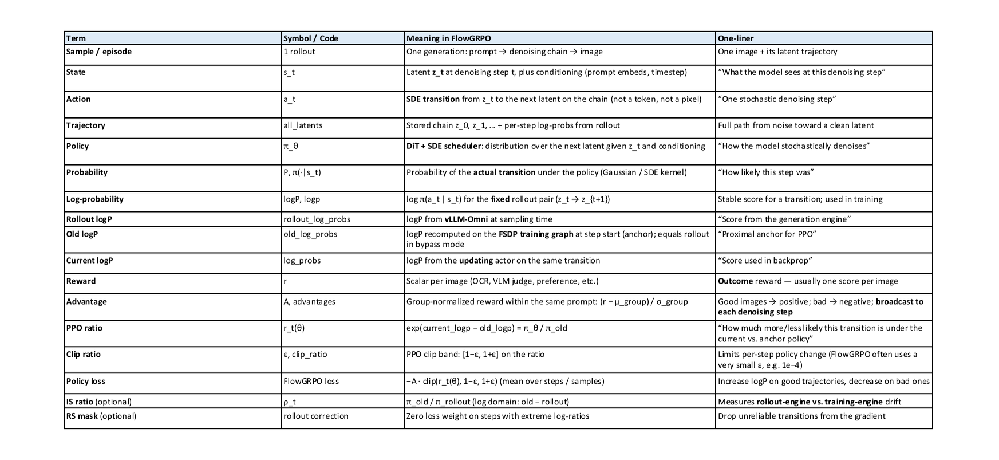 Term Symbol / Code Meaning in FlowGRPO One-liner
Sample / episode 1 rollout One generation: prompt → denoising chain → image One image + its latent trajectory
State s_t Latent z_t at denoising step t, plus conditioning (prompt embeds, timestep) “What the model sees at this denoising step”
Action a_t SDE transition from z_t to the next latent on the chain (not a token, not a pixel) “One stochastic denoising step”
Trajectory all_latents Stored chain z_0, z_1, … + per-step log-probs from rollout Full path from noise toward a clean latent
Policy π_θ DiT + SDE scheduler: distribution over the next latent given z_t and conditioning “How the model stochastically denoises”
Probability P, π(·|s_t) Probability of the actual transition under the policy (Gaussian / SDE kernel) “How likely this step was”
Log-probability logP, logp log π(a_t | s_t) for the fixed rollout pair (z_t → z_{t+1}) Stable score for a transition; used in training
Rollout logP rollout_log_probs logP from vLLM-Omni at sampling time “Score from the generation engine”
Old logP old_log_probs logP recomputed on the FSDP training graph at step start (anchor); equals rollout
in bypass mode
“Proximal anchor for PPO”
Current logP log_probs logP from the updating actor on the same transition “Score used in backprop”
Reward r Scalar per image (OCR, VLM judge, preference, etc.) Outcome reward — usually one score per image
Advantage A, advantages Group-normalized reward within the same prompt: (r − μ_group) / σ_group Good images → positive; bad → negative; broadcast to
each denoising step
PPO ratio r_t(θ) exp(current_logp − old_logp) = π_θ / π_old “How much more/less likely this transition is under the
current vs. anchor policy”
Clip ratio ε, clip_ratio PPO clip band: [1−ε, 1+ε] on the ratio Limits per-step policy change (FlowGRPO often uses a
very small ε, e.g. 1e−4)
Policy loss FlowGRPO loss −A · clip(r_t(θ), 1−ε, 1+ε) (mean over steps / samples) Increase logP on good trajectories, decrease on bad ones
IS ratio (optional) ρ_t π_old / π_rollout (log domain: old − rollout) Measures rollout-engine vs. training-engine drift
RS mask (optional) rollout correction Zero loss weight on steps with extreme log-ratios Drop unreliable transitions from the gradient